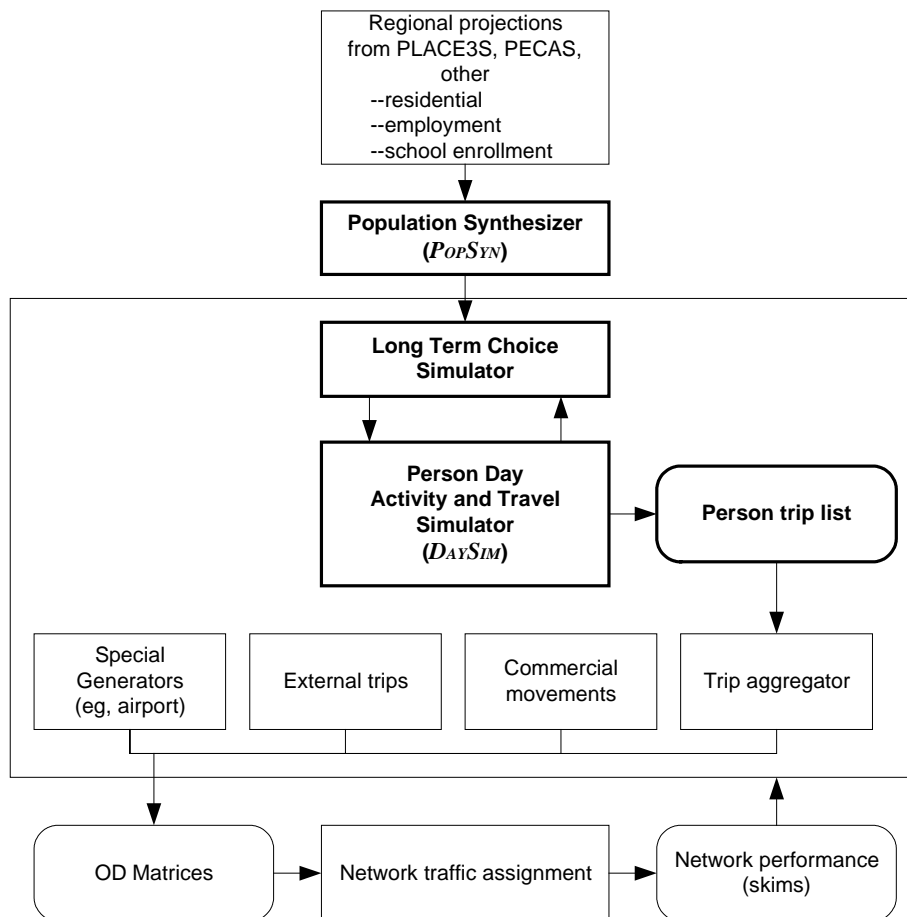 Regional projections
from PLACE3S, PECAS,
other
--residential
--employment
--school enrollment
Population Synthesizer
(POPSYN)
Long Term Choice
Simulator
Person Day
Activity and Travel
Simulator
(DAYSIM)
Person trip list
Special
Generators
(eg, airport)
External trips
Commercial
movements
Trip aggregator
OD Matrices
Network traffic assignment
Network performance
(skims)